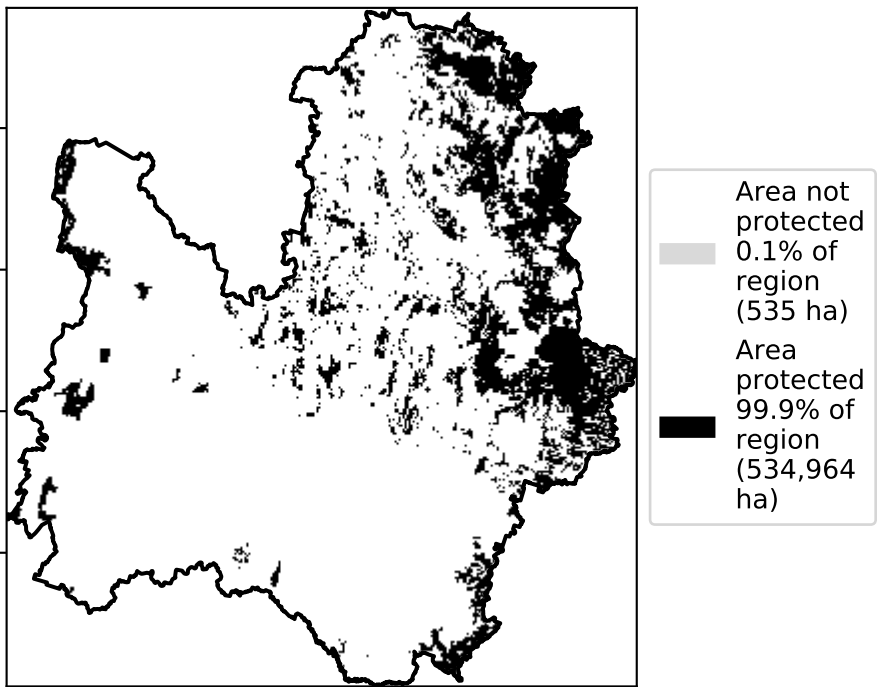 Area not
protected
0.1% of
region
(535 ha)
Area
protected
99.9% of
region
(534,964
ha)